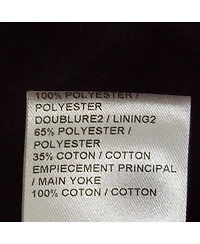 100% POLYESTER /
POLYESTER
DOUBLURE2 / LINING2
65% POLYESTER /
POLYESTER
35% COTON / COTTON
EMPIECEMENT PRINCIPAL
/ MAIN YOKE
100% COTON / COTTON